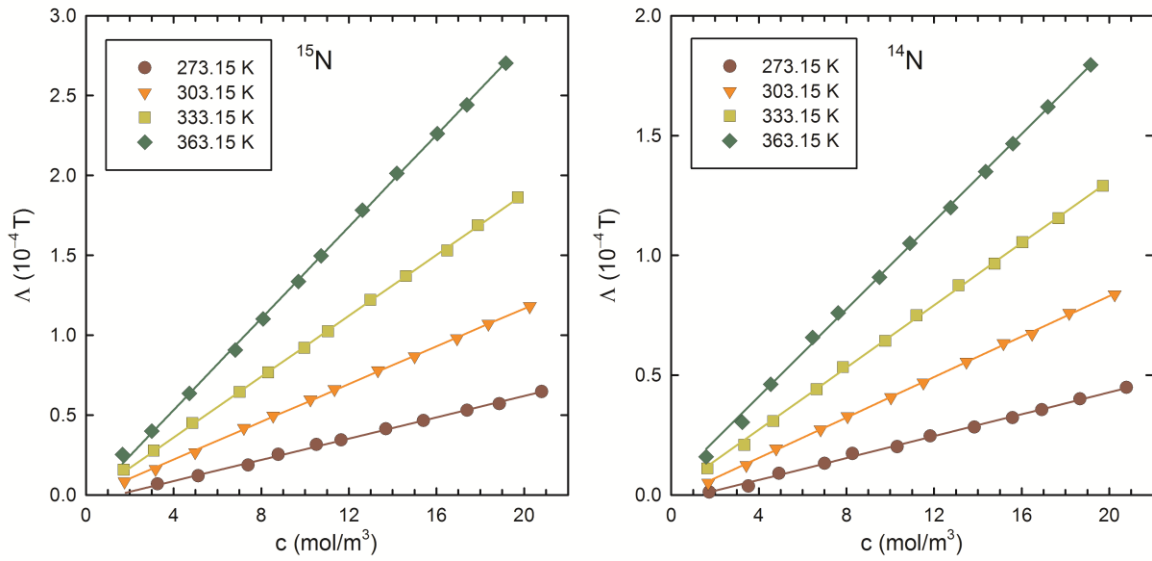 3.0
2.5
2.0
1.5
1.0
0.5
0.0
Λ (10⁻⁴ T)
¹⁵N
273.15 K
303.15 K
333.15 K
363.15 K
0 4 8 12 16 20
c (mol/m³)
2.0
1.5
1.0
0.5
0.0
Λ (10⁻⁴ T)
¹⁴N
273.15 K
303.15 K
333.15 K
363.15 K
0 4 8 12 16 20
c (mol/m³)